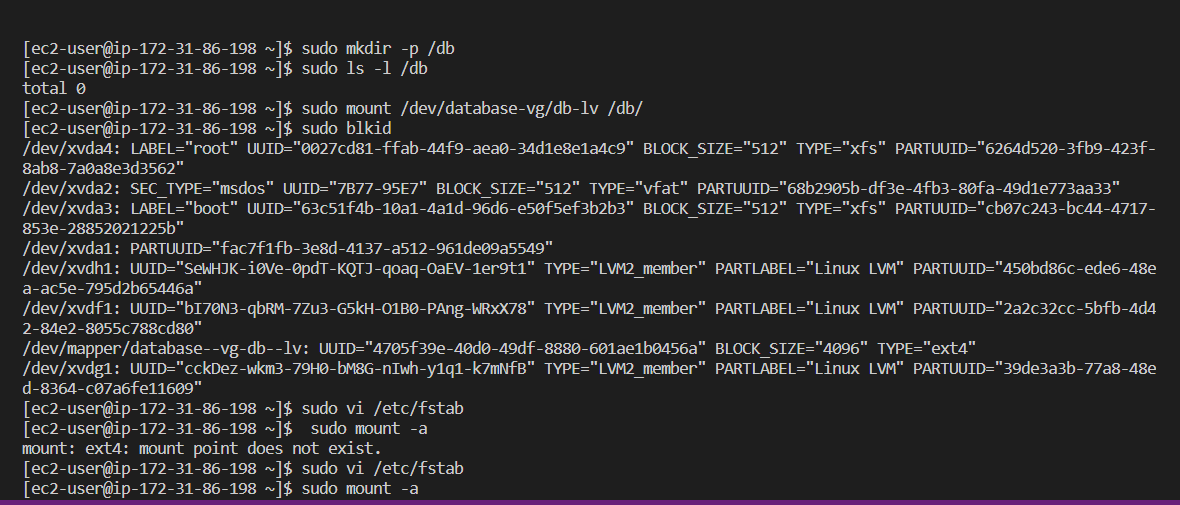 [ec2-user@ip-172-31-86-198 ~]$ sudo mkdir -p /db
[ec2-user@ip-172-31-86-198 ~]$ sudo ls -l /db
total 0
[ec2-user@ip-172-31-86-198 ~]$ sudo mount /dev/database-vg/db-lv /db/
[ec2-user@ip-172-31-86-198 ~]$ sudo blkid
/dev/xvda4: LABEL="root" UUID="0027cd81-ffab-44f9-aea0-34d1e8e1a4c9" BLOCK_SIZE="512" TYPE="xfs" PARTUUID="6264d520-3fb9-423f-
8ab8-7a0a8e3d3562"
/dev/xvda2: SEC_TYPE="msdos" UUID="7B77-95E7" BLOCK_SIZE="512" TYPE="vfat" PARTUUID="68b2905b-df3e-4fb3-80fa-49d1e773aa33"
/dev/xvda3: LABEL="boot" UUID="63c51f4b-10a1-4a1d-96d6-e50f5ef3b2b3" BLOCK_SIZE="512" TYPE="xfs" PARTUUID="cb07c243-bc44-4717-
853e-28852021225b"
/dev/xvda1: PARTUUID="fac7f1fb-3e8d-4137-a512-961de09a5549"
/dev/xvdh1: UUID="SeWHJK-i0Ve-0pdT-KQTJ-qoaq-OaEV-1er9t1" TYPE="LVM2_member" PARTLABEL="Linux LVM" PARTUUID="450bd86c-ede6-48e
a-ac5e-795d2b65446a"
/dev/xvdf1: UUID="bI70N3-qbRM-7Zu3-G5kH-O1B0-PAng-WRxX78" TYPE="LVM2_member" PARTLABEL="Linux LVM" PARTUUID="2a2c32cc-5bfb-4d4
2-84e2-8055c788cd80"
/dev/mapper/database--vg-db--lv: UUID="4705f39e-40d0-49df-8880-601ae1b0456a" BLOCK_SIZE="4096" TYPE="ext4"
/dev/xvdg1: UUID="cckDez-wkm3-79H0-bM8G-nIwh-y1q1-k7mNfB" TYPE="LVM2_member" PARTLABEL="Linux LVM" PARTUUID="39de3a3b-77a8-48e
d-8364-c07a6fe11609"
[ec2-user@ip-172-31-86-198 ~]$ sudo vi /etc/fstab
[ec2-user@ip-172-31-86-198 ~]$  sudo mount -a
mount: ext4: mount point does not exist.
[ec2-user@ip-172-31-86-198 ~]$ sudo vi /etc/fstab
[ec2-user@ip-172-31-86-198 ~]$ sudo mount -a